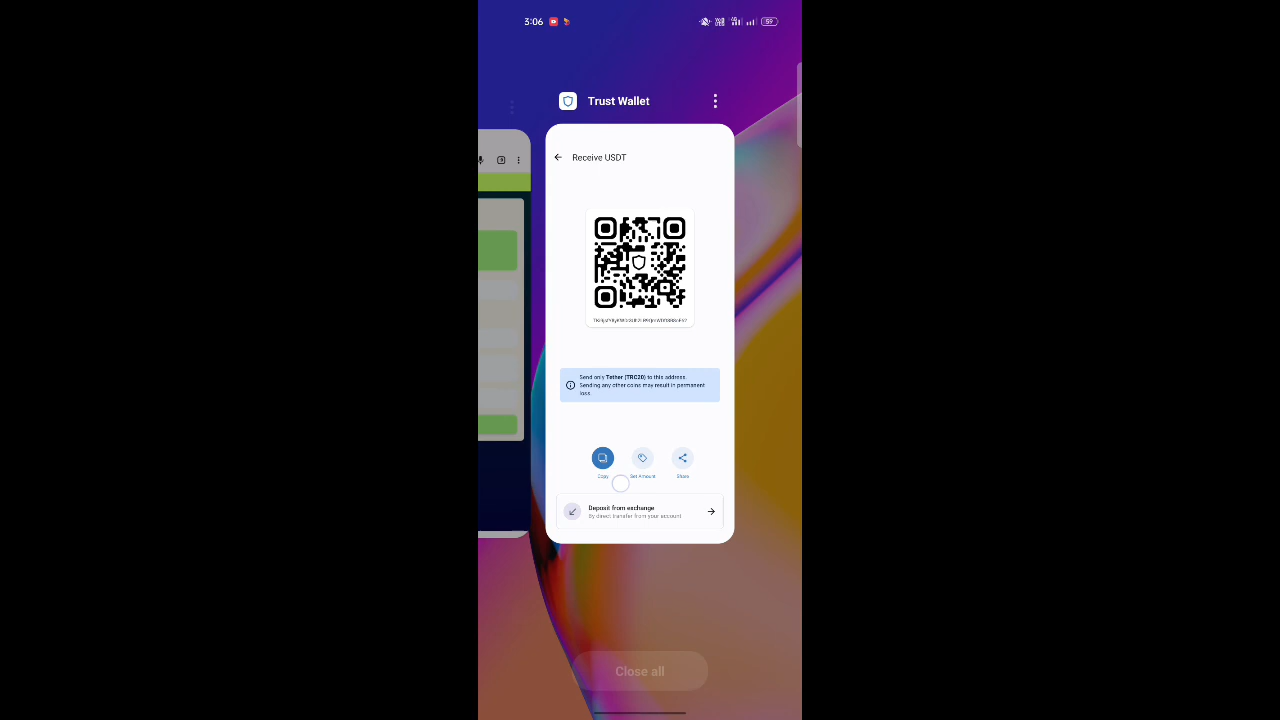 3:06
59
Trust Wallet
Receive USDT
Send only Tether (TRC20) to this address.
Sending any other coins may result in permanent
loss.
Copy
Set Amount
Share
Deposit from exchange
By direct transfer from your account
Close all